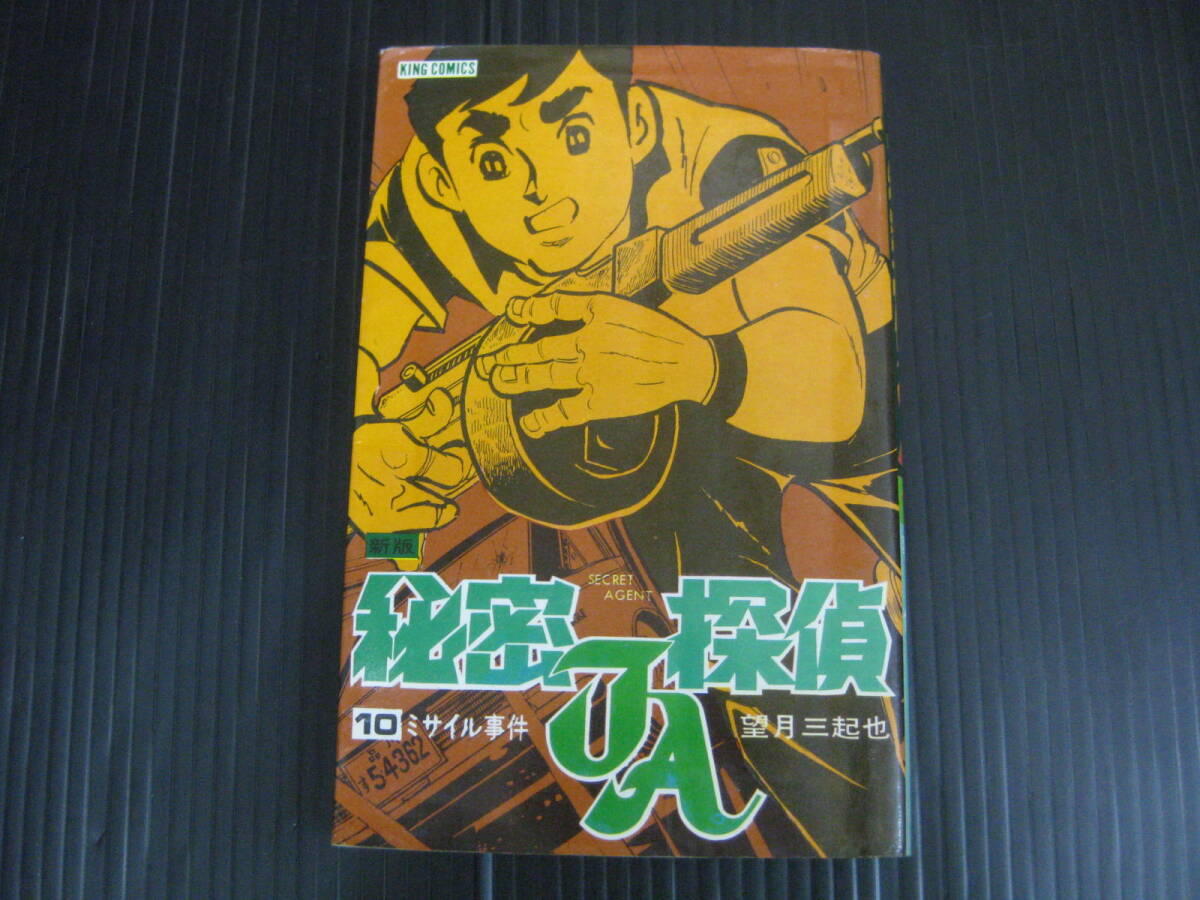 KING COMICS
新版
秘密探偵
SECRET
AGENT
JA
10 ミサイル事件
望月三起也
54362